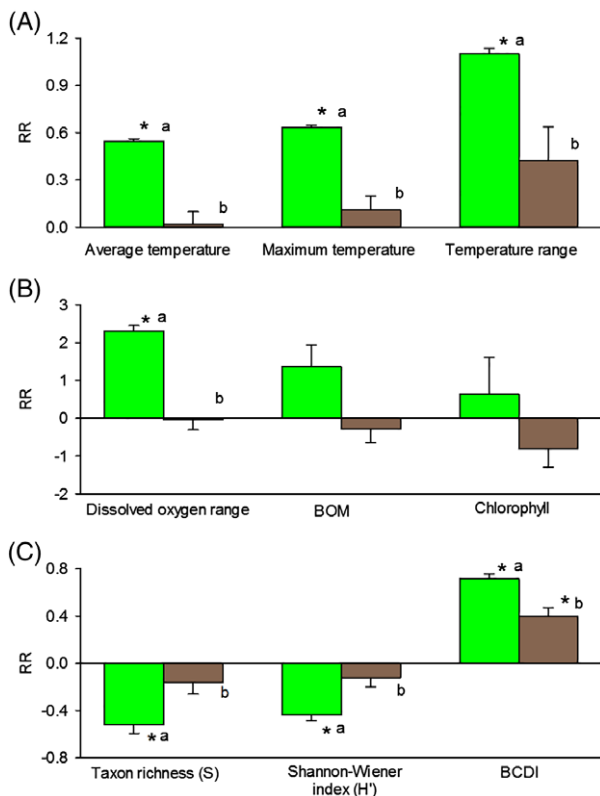 (A)
1.2
0.9
0.6
0.3
0.0
RR
* a
b
* a
b
* a
b
Average temperature
Maximum temperature
Temperature range
(B)
3
2
1
0
-1
-2
RR
* a
b
Dissolved oxygen range
BOM
Chlorophyll
(C)
0.8
0.4
0.0
-0.4
-0.8
RR
* a
b
* a
b
* a
* b
Taxon richness (S)
Shannon-Wiener
index (H')
BCDI